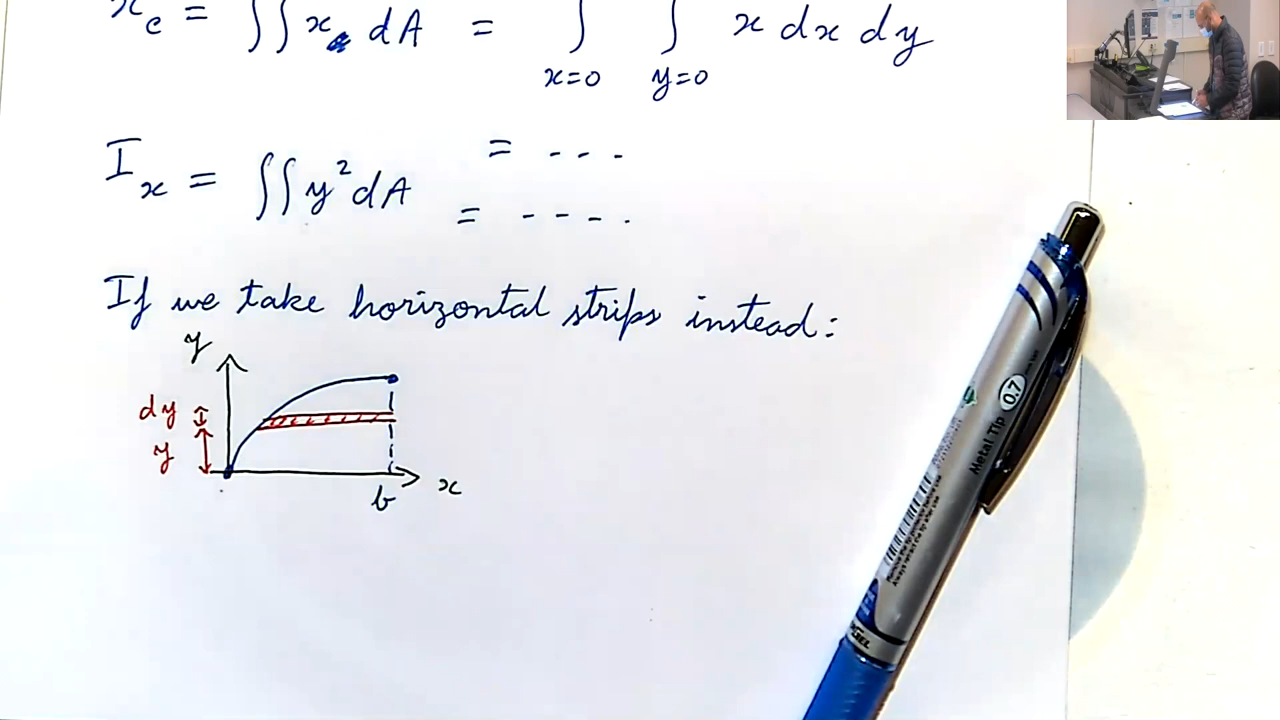 x_c = ∫∫ x dA = ∫ ∫ x dx dy
x=0 y=0
I_x = ∫∫ y² dA = - - -
= - - - -
If we take horizontal strips instead:
y
dy
y
b
x
0.7
Metal Tip